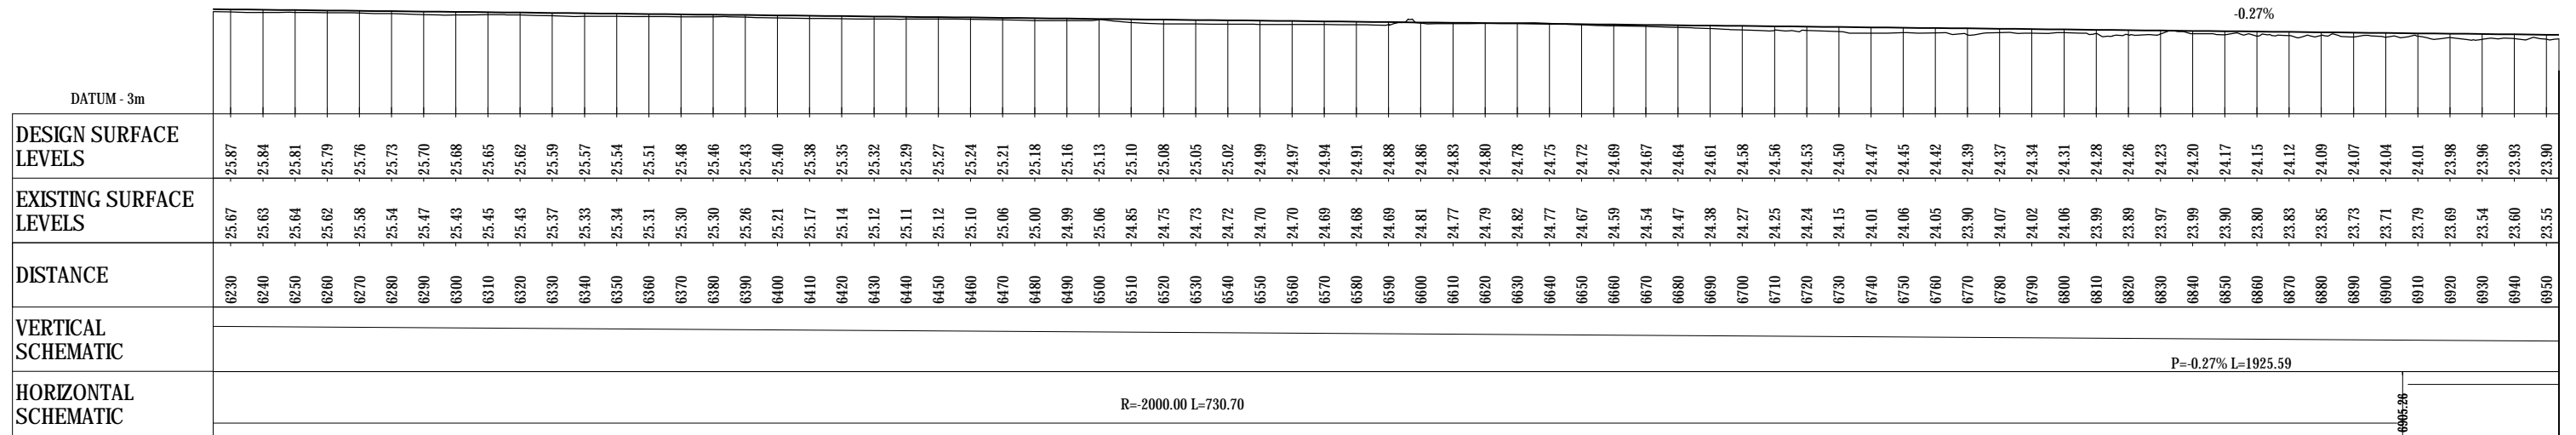 -0.27%
DATUM - 3m
DESIGN SURFACE
LEVELS
25.87 25.84 25.81 25.79 25.76 25.73 25.70 25.68 25.65 25.62 25.59 25.57 25.54 25.51 25.48 25.46 25.43 25.40 25.38 25.35 25.32 25.29 25.27 25.24 25.21 25.18 25.16 25.13 25.10 25.08 25.05 25.02 24.99 24.97 24.94 24.91 24.88 24.86 24.83 24.80 24.78 24.75 24.72 24.69 24.67 24.64 24.61 24.58 24.56 24.53 24.50 24.47 24.45 24.42 24.39 24.37 24.34 24.31 24.28 24.26 24.23 24.20 24.17 24.15 24.12 24.09 24.07 24.04 24.01 23.98 23.96 23.93 23.90
EXISTING SURFACE
LEVELS
25.67 25.63 25.64 25.62 25.58 25.54 25.47 25.43 25.45 25.43 25.37 25.33 25.34 25.31 25.30 25.30 25.26 25.21 25.17 25.14 25.12 25.11 25.12 25.10 25.06 25.00 24.99 25.06 24.85 24.75 24.73 24.72 24.70 24.70 24.69 24.68 24.69 24.81 24.77 24.79 24.82 24.77 24.67 24.59 24.54 24.47 24.38 24.27 24.25 24.24 24.15 24.01 24.06 24.05 23.90 24.07 24.02 24.06 23.99 23.89 23.97 23.99 23.90 23.80 23.83 23.85 23.73 23.71 23.79 23.69 23.54 23.60 23.55
DISTANCE
6230 6240 6250 6260 6270 6280 6290 6300 6310 6320 6330 6340 6350 6360 6370 6380 6390 6400 6410 6420 6430 6440 6450 6460 6470 6480 6490 6500 6510 6520 6530 6540 6550 6560 6570 6580 6590 6600 6610 6620 6630 6640 6650 6660 6670 6680 6690 6700 6710 6720 6730 6740 6750 6760 6770 6780 6790 6800 6810 6820 6830 6840 6850 6860 6870 6880 6890 6900 6910 6920 6930 6940 6950
VERTICAL
SCHEMATIC
P=-0.27% L=1925.59
HORIZONTAL
SCHEMATIC
R=-2000.00 L=730.70
6905.26